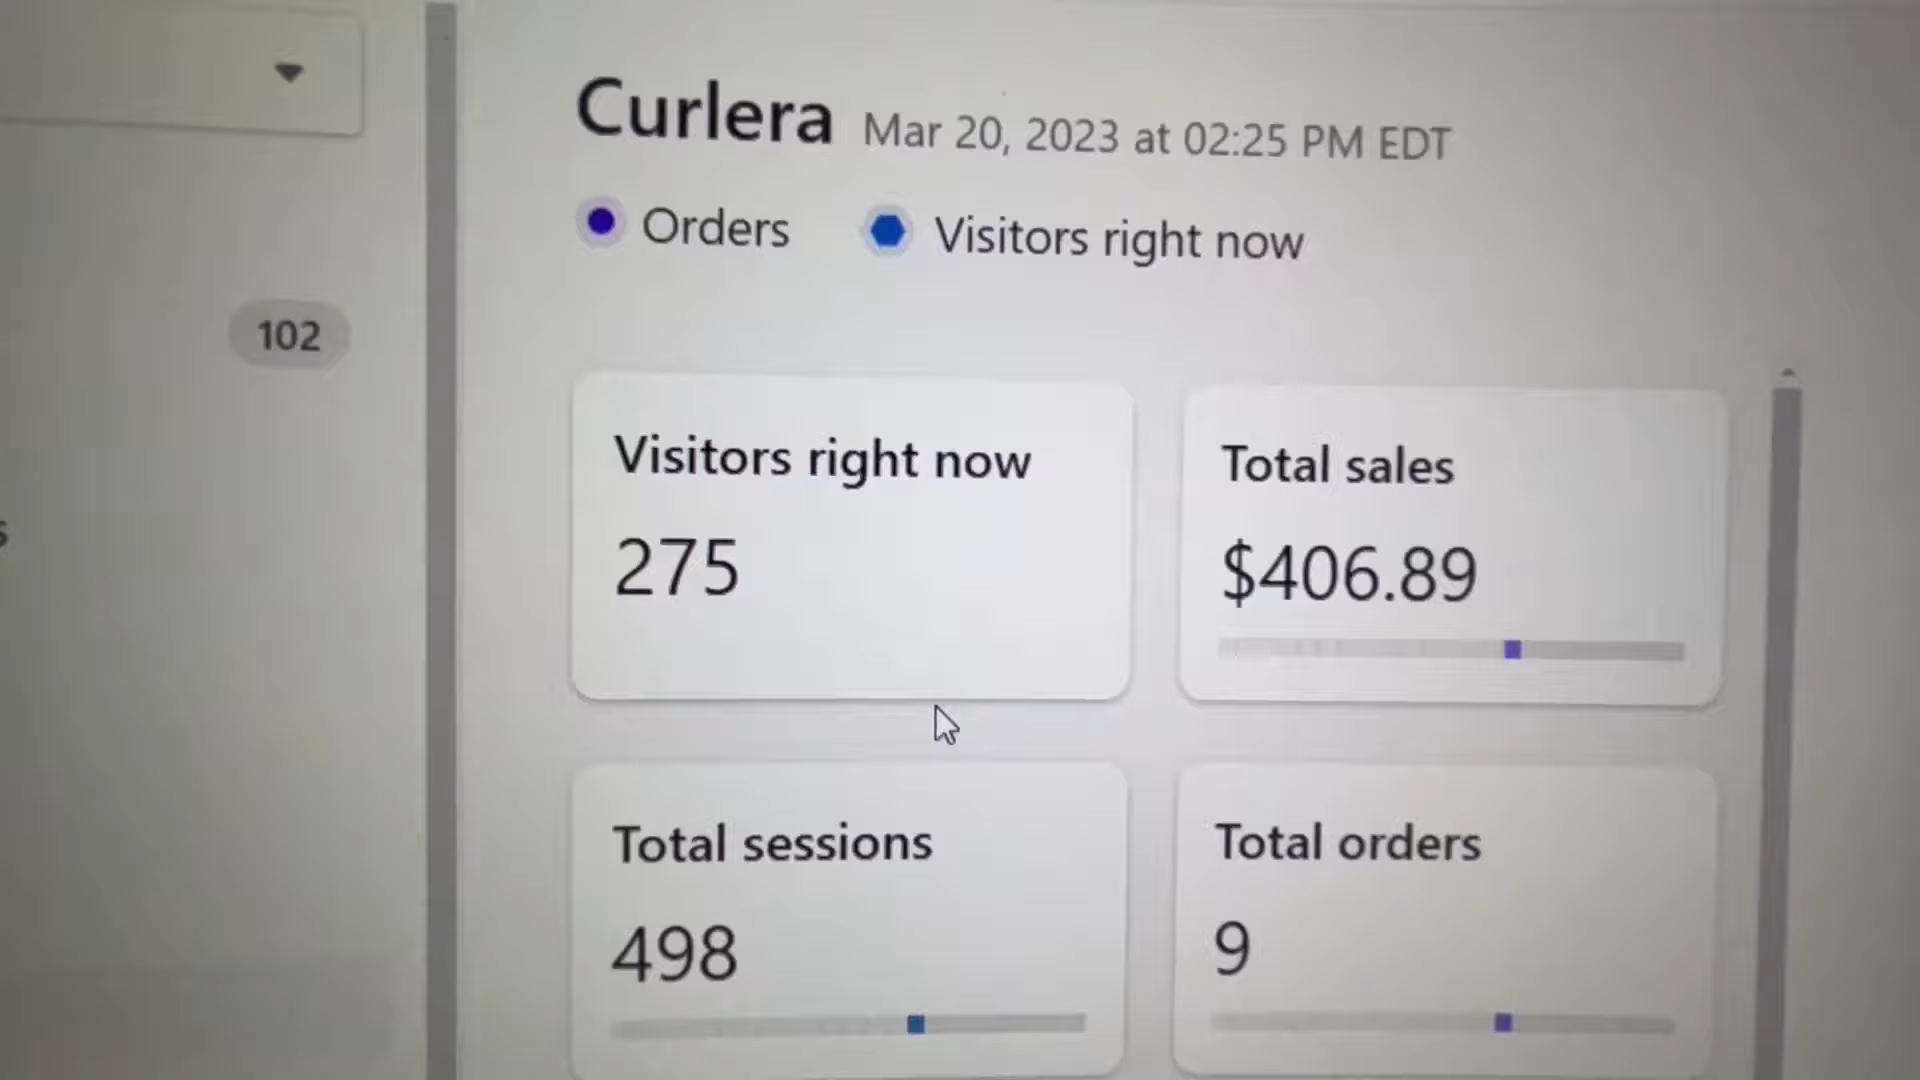 Curlera Mar 20, 2023 at 02:25 PM EDT
Orders Visitors right now
102
Visitors right now
275
Total sales
$406.89
Total sessions
498
Total orders
9